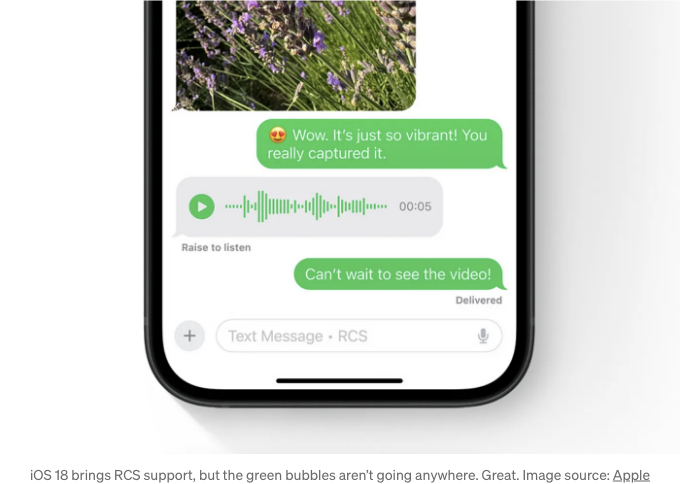 😍 Wow. It's just so vibrant! You
really captured it.
00:05
Raise to listen
Can't wait to see the video!
Delivered
Text Message • RCS
iOS 18 brings RCS support, but the green bubbles aren't going anywhere. Great. Image source: Apple